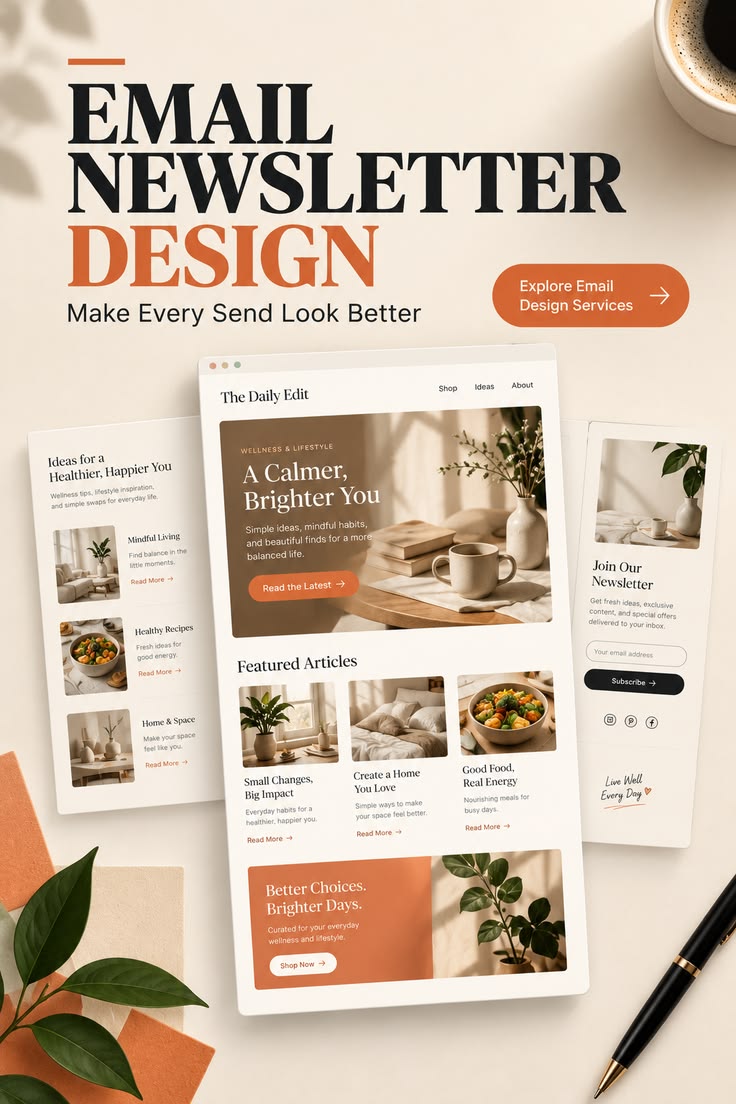 EMAIL
NEWSLETTER
DESIGN
Make Every Send Look Better
Explore Email
Design Services
The Daily Edit
Shop
Ideas
About
WELLNESS & LIFESTYLE
A Calmer,
Brighter You
Simple ideas, mindful habits,
and beautiful finds for a more
balanced life.
Read the Latest →
Featured Articles
Small Changes,
Big Impact
Everyday habits for a
healthier, happier you.
Read More →
Create a Home
You Love
Simple ways to make
your space feel better.
Read More →
Good Food,
Real Energy
Nourishing meals for
busy days.
Read More →
Better Choices.
Brighter Days.
Curated for your everyday
wellness and lifestyle.
Shop Now →
Ideas for a
Healthier, Happier You
Wellness tips, lifestyle inspiration,
and simple swaps for everyday life.
Mindful Living
Find balance in the
little moments.
Read More →
Healthy Recipes
Fresh ideas for
good energy.
Read More →
Home & Space
Make your space
feel like you.
Read More →
Join Our
Newsletter
Get fresh ideas, exclusive
content, and special offers
delivered to your inbox.
Your email address
Subscribe →
Live Well
Every Day